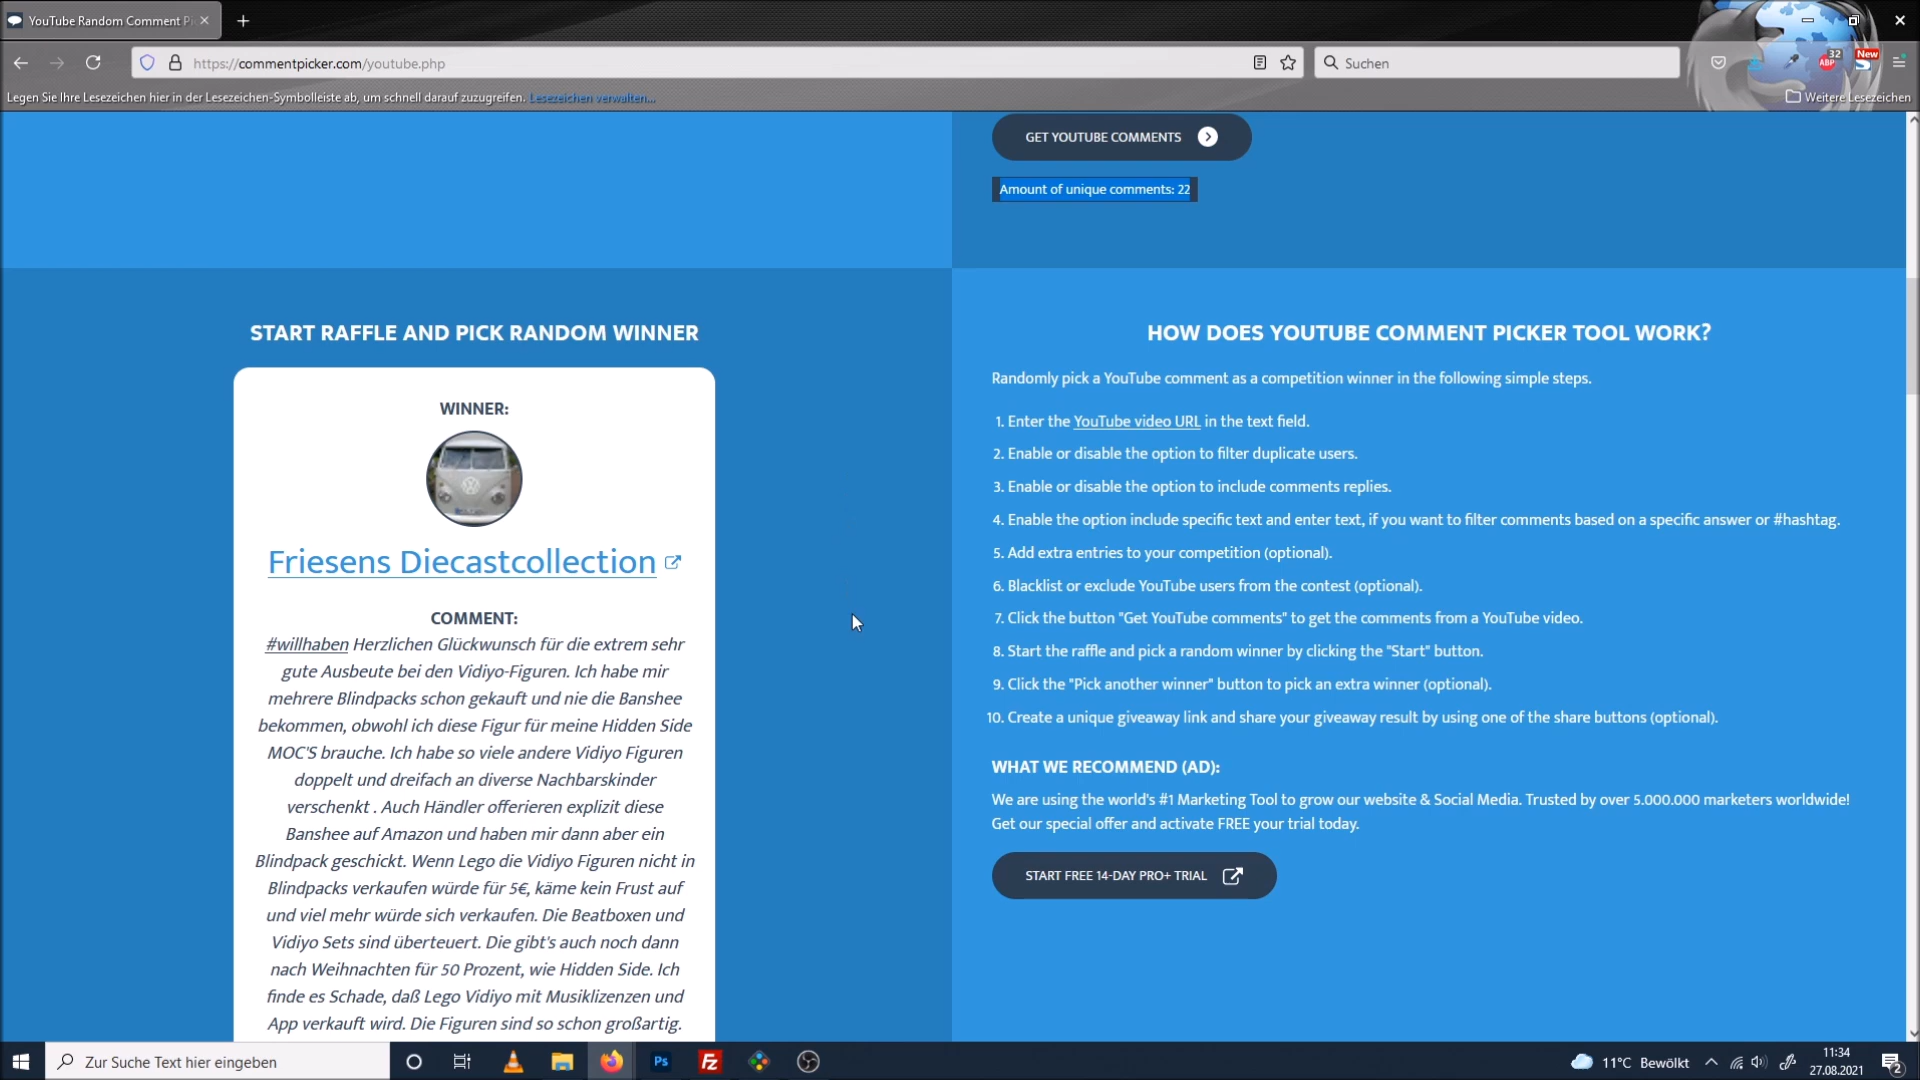 YouTube Random Comment Pi
https://commentpicker.com/youtube.php
Suchen
32
ABP
New
Legen Sie Ihre Lesezeichen hier in der Lesezeichen-Symbolleiste ab, um schnell darauf zuzugreifen. Lesezeichen verwalten...
Weitere Lesezeichen
GET YOUTUBE COMMENTS
Amount of unique comments: 22
START RAFFLE AND PICK RANDOM WINNER
WINNER:
Friesens Diecastcollection
COMMENT:
#willhaben Herzlichen Glückwunsch für die extrem sehr
gute Ausbeute bei den Vidiyo-Figuren. Ich habe mir
mehrere Blindpacks schon gekauft und nie die Banshee
bekommen, obwohl ich diese Figur für meine Hidden Side
MOC'S brauche. Ich habe so viele andere Vidiyo Figuren
doppelt und dreifach an diverse Nachbarskinder
verschenkt . Auch Händler offerieren explizit diese
Banshee auf Amazon und haben mir dann aber ein
Blindpack geschickt. Wenn Lego die Vidiyo Figuren nicht in
Blindpacks verkaufen würde für 5€, käme kein Frust auf
und viel mehr würde sich verkaufen. Die Beatboxen und
Vidiyo Sets sind überteuert. Die gibt's auch noch dann
nach Weihnachten für 50 Prozent, wie Hidden Side. Ich
finde es Schade, daß Lego Vidiyo mit Musiklizenzen und
App verkauft wird. Die Figuren sind so schon großartig.
HOW DOES YOUTUBE COMMENT PICKER TOOL WORK?
Randomly pick a YouTube comment as a competition winner in the following simple steps.
1. Enter the YouTube video URL in the text field.
2. Enable or disable the option to filter duplicate users.
3. Enable or disable the option to include comments replies.
4. Enable the option include specific text and enter text, if you want to filter comments based on a specific answer or #hashtag.
5. Add extra entries to your competition (optional).
6. Blacklist or exclude YouTube users from the contest (optional).
7. Click the button "Get YouTube comments" to get the comments from a YouTube video.
8. Start the raffle and pick a random winner by clicking the "Start" button.
9. Click the "Pick another winner" button to pick an extra winner (optional).
10. Create a unique giveaway link and share your giveaway result by using one of the share buttons (optional).
WHAT WE RECOMMEND (AD):
We are using the world's #1 Marketing Tool to grow our website & Social Media. Trusted by over 5.000.000 marketers worldwide!
Get our special offer and activate FREE your trial today.
START FREE 14-DAY PRO+ TRIAL
Zur Suche Text hier eingeben
Ps
FZ
11°C Bewölkt
11:34
27.08.2021
2